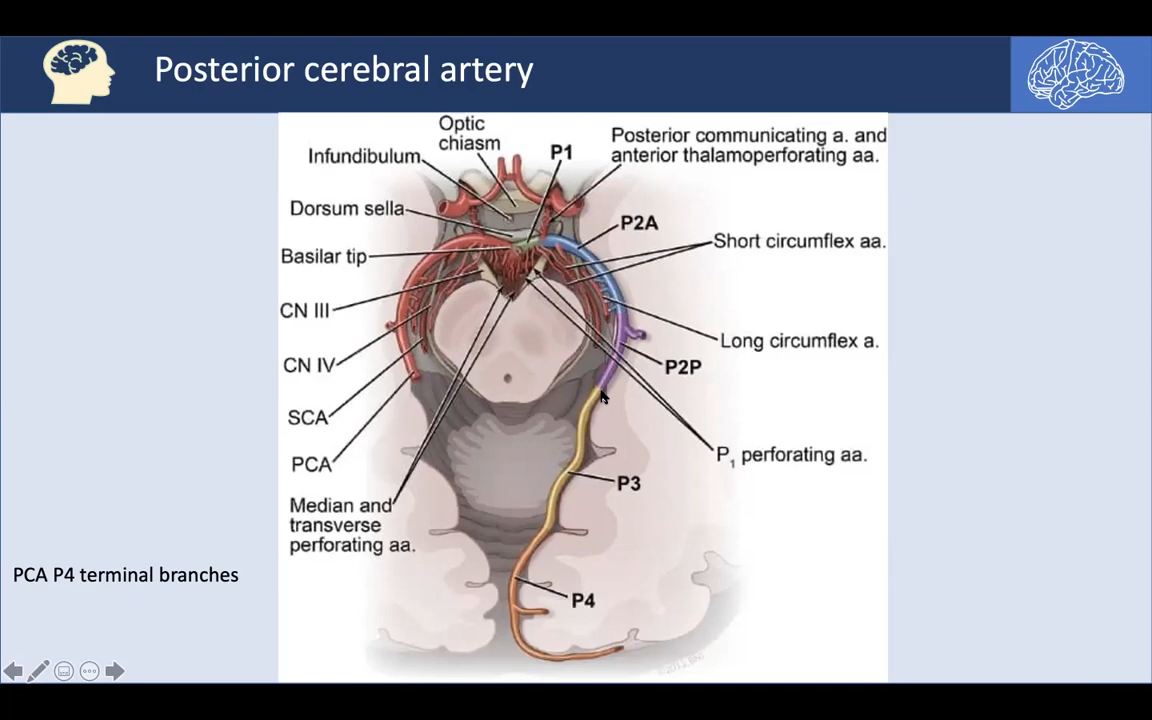 Posterior cerebral artery
Optic
chiasm
Infundibulum
P1
Posterior communicating a. and
anterior thalamoperforating aa.
Dorsum sella
P2A
Short circumflex aa.
Basilar tip
CN III
Long circumflex a.
CN IV
P2P
SCA
PCA
P₁ perforating aa.
P3
Median and
transverse
perforating aa.
PCA P4 terminal branches
P4